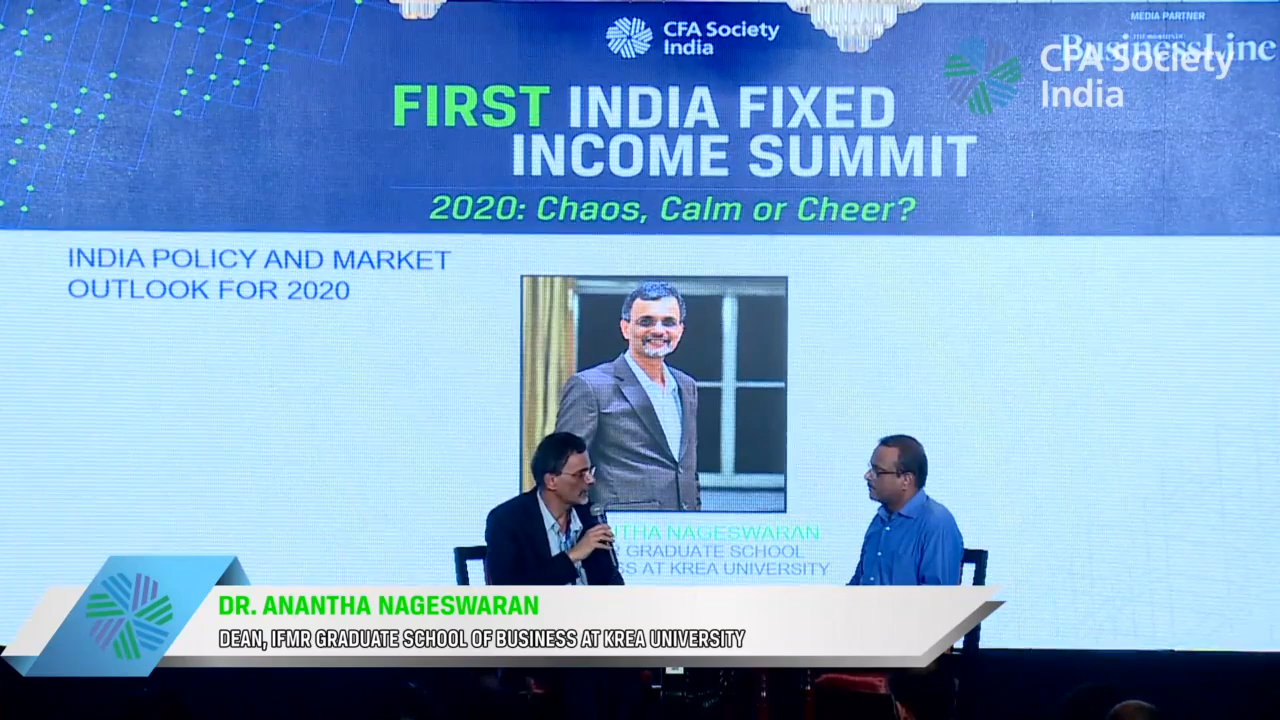 MEDIA PARTNER
CFA Society
India
BusinessLine
CFA Society
India
FIRST INDIA FIXED
INCOME SUMMIT
2020: Chaos, Calm or Cheer?
INDIA POLICY AND MARKET
OUTLOOK FOR 2020
NTHA NAGESWARAN
R GRADUATE SCHOOL
SS AT KREA UNIVERSITY
DR. ANANTHA NAGESWARAN
DEAN, IFMR GRADUATE SCHOOL OF BUSINESS AT KREA UNIVERSITY